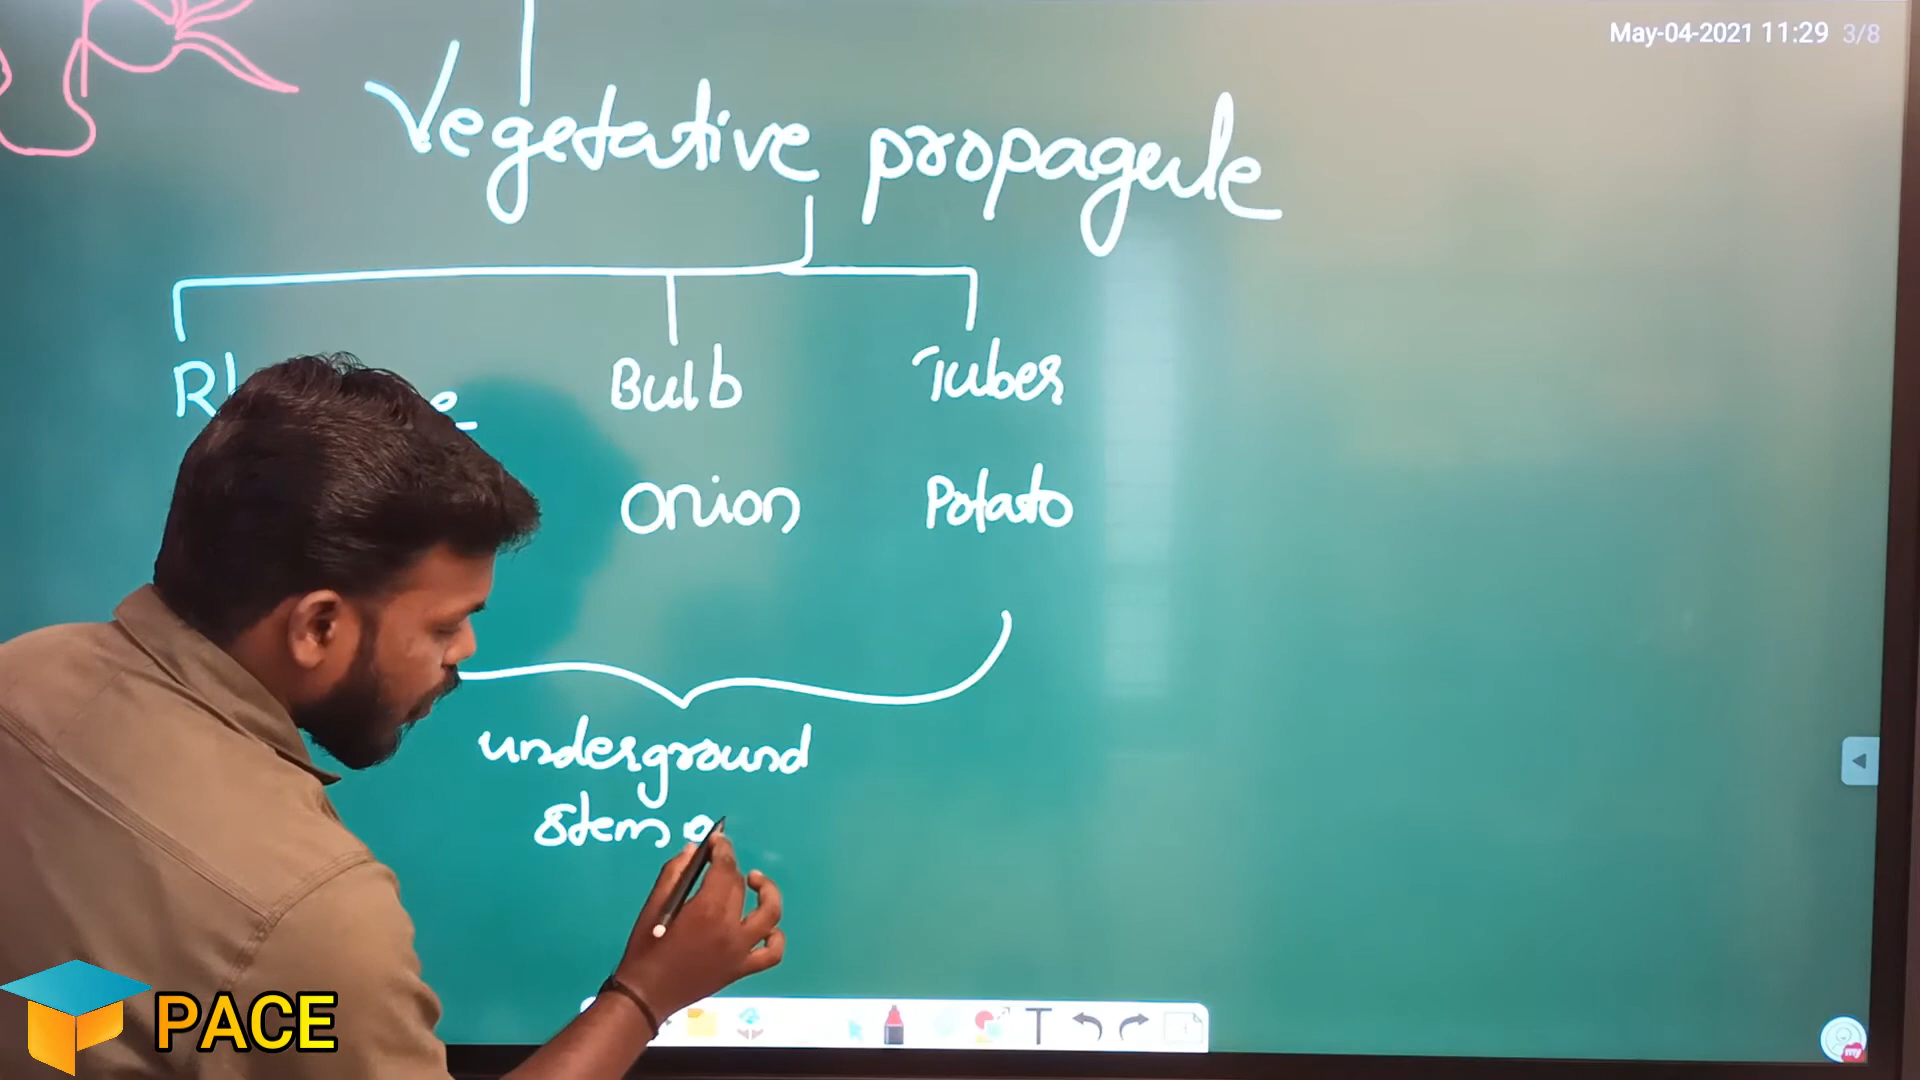 May-04-2021 11:29 3/8
Vegetative propagule
Bulb Tuber
Onion Potato
underground
stem
PACE